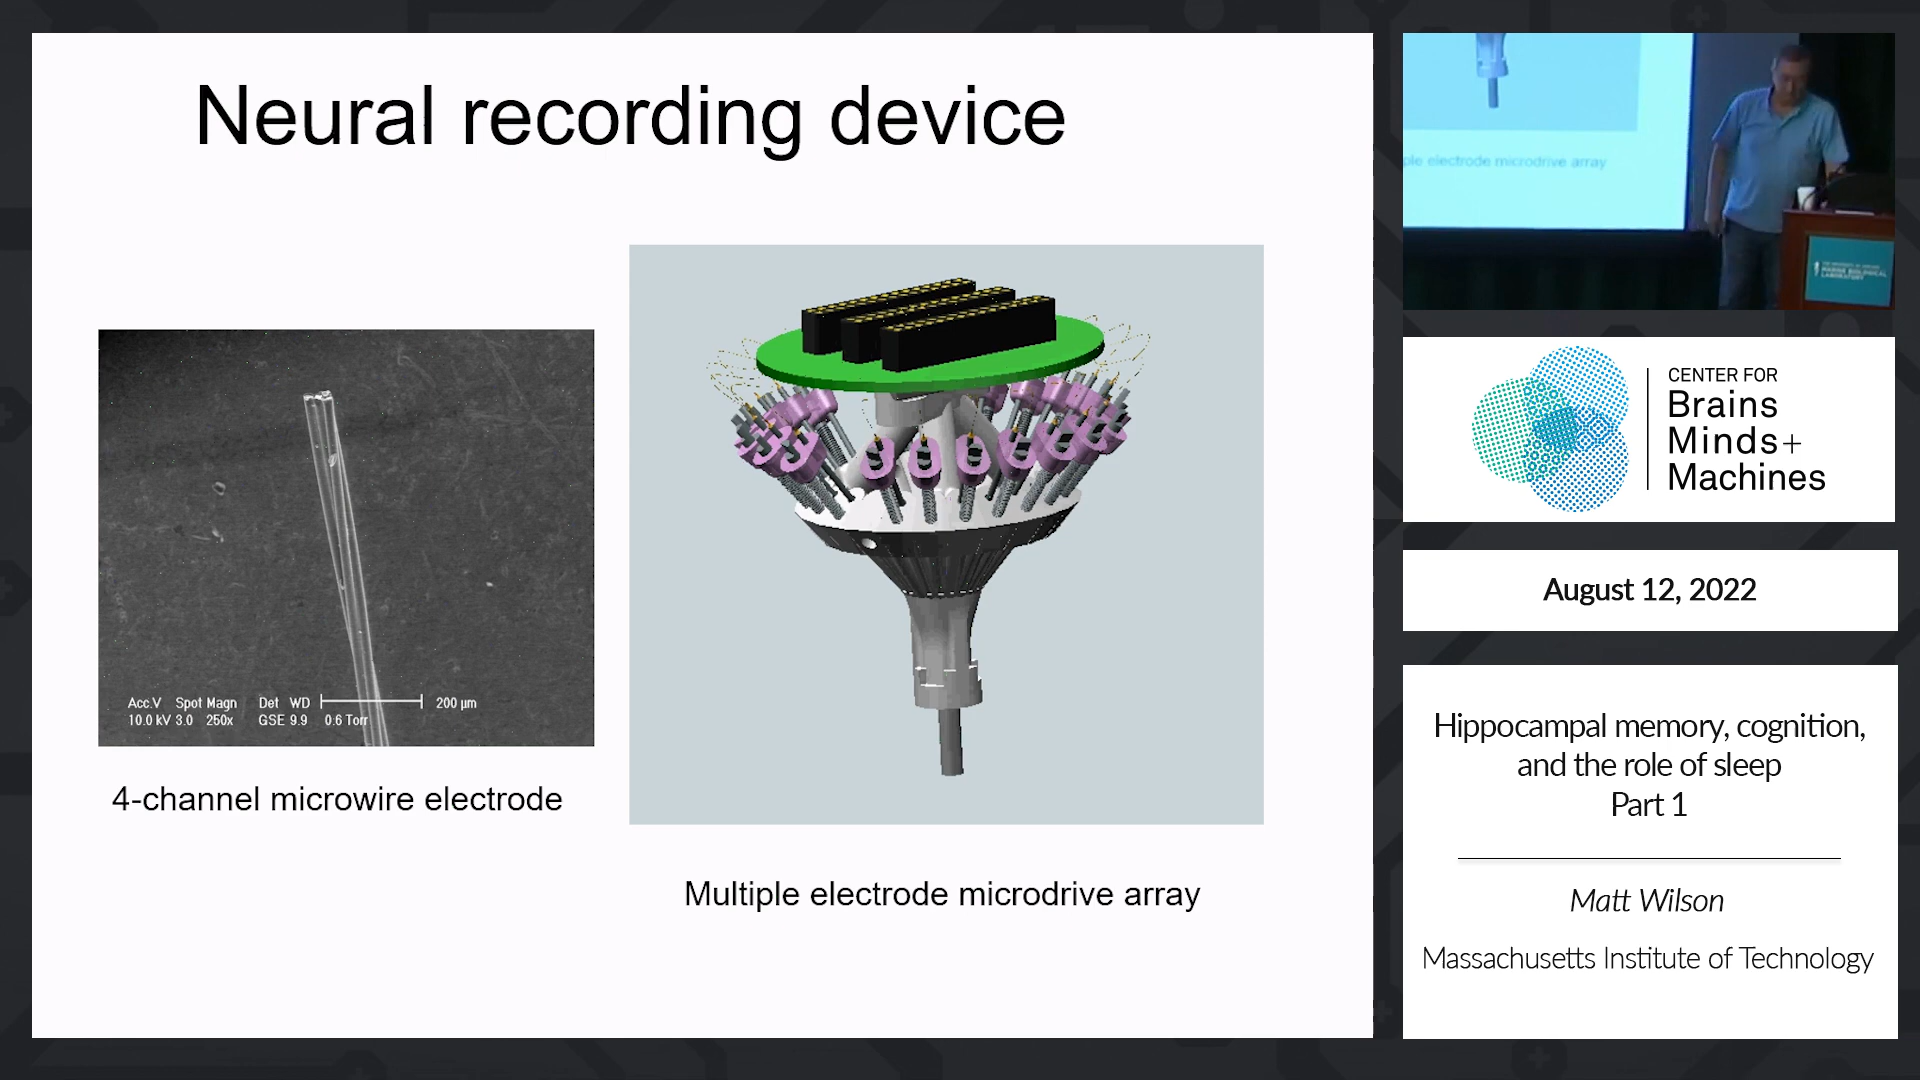 Neural recording device
Acc.V Spot Magn Det WD 200 µm
10.0 kV 3.0 250x GSE 9.9 0.6 Torr
4-channel microwire electrode
Multiple electrode microdrive array
ple electrode microdrive array
MARINE BIOLOGICAL
LABORATORY
CENTER FOR
Brains
Minds+
Machines
August 12, 2022
Hippocampal memory, cognition,
and the role of sleep
Part 1
Matt Wilson
Massachusetts Institute of Technology